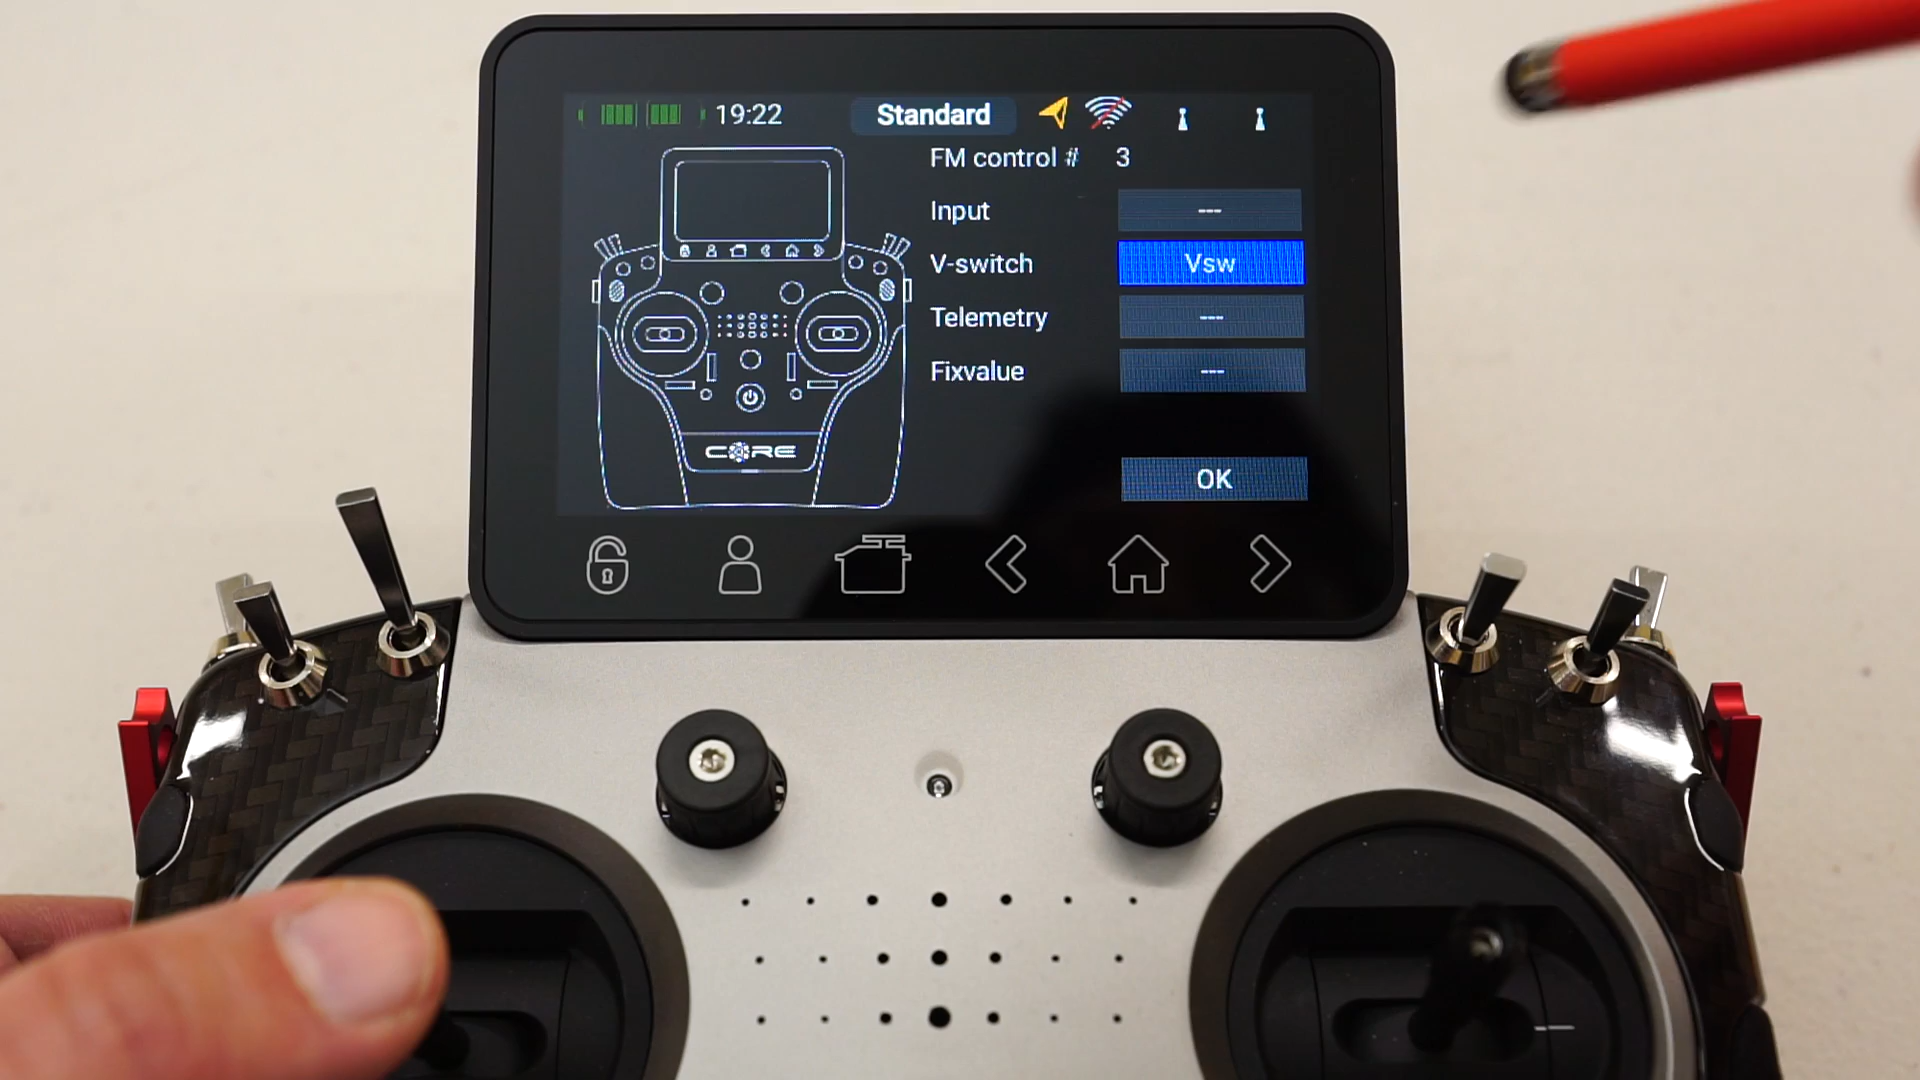 19:22 Standard
FM control # 3
Input ---
V-switch Vsw
Telemetry ---
Fixvalue ---
OK
CORE